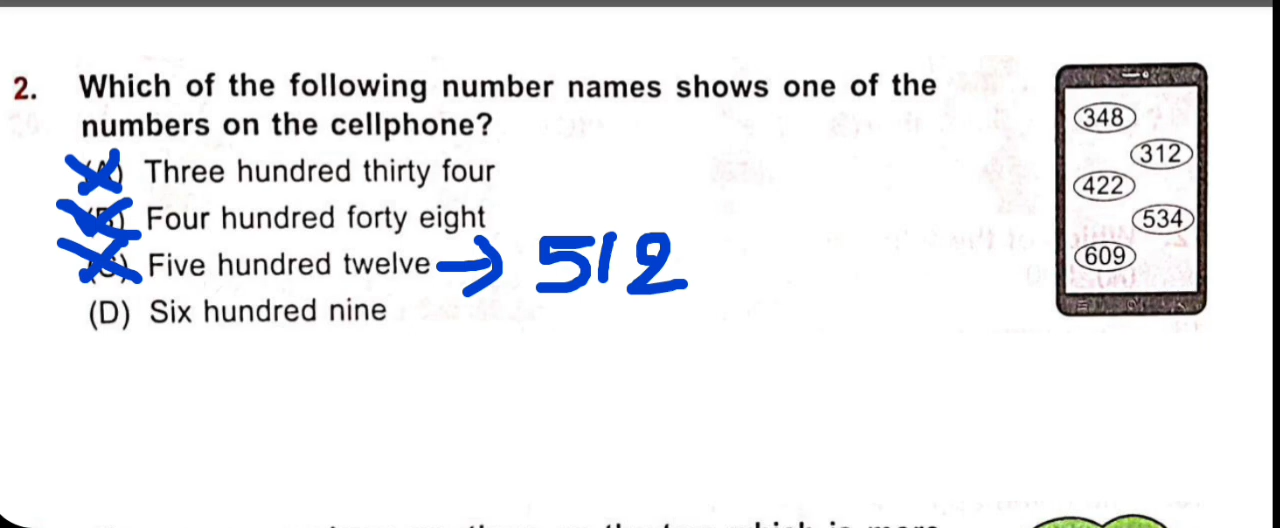 2. Which of the following number names shows one of the
numbers on the cellphone?
(A) Three hundred thirty four
(B) Four hundred forty eight
(C) Five hundred twelve → 512
(D) Six hundred nine
348
312
422
534
609